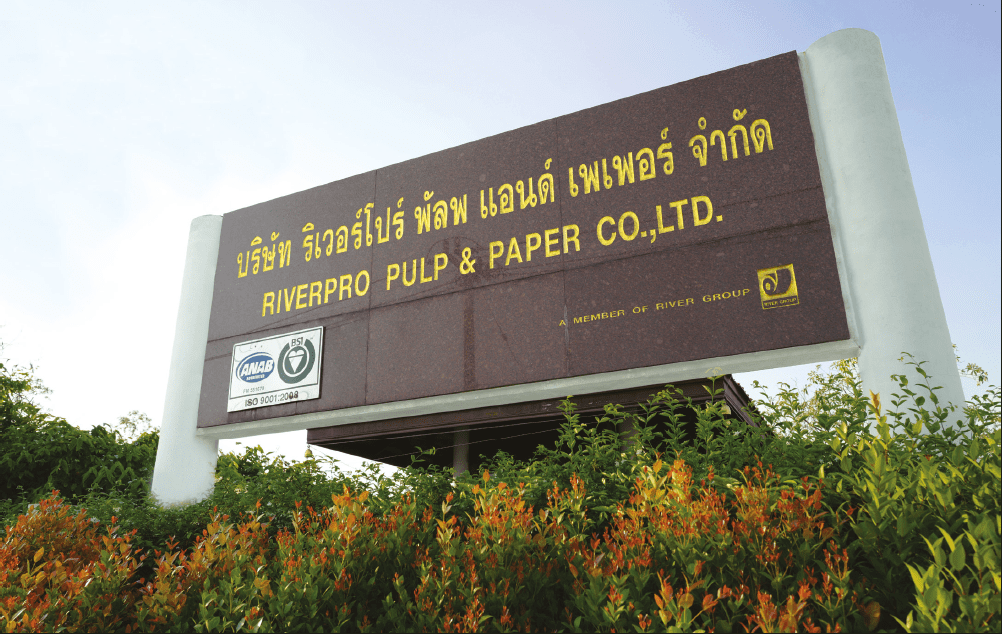 บริษัท ริเวอร์โปร์ พัลพ แอนด์ เพเพอร์ จำกัด
RIVERPRO PULP & PAPER CO.,LTD.
A MEMBER OF RIVER GROUP
RIVER GROUP
BSI
ANAB
ISO 9001:2008